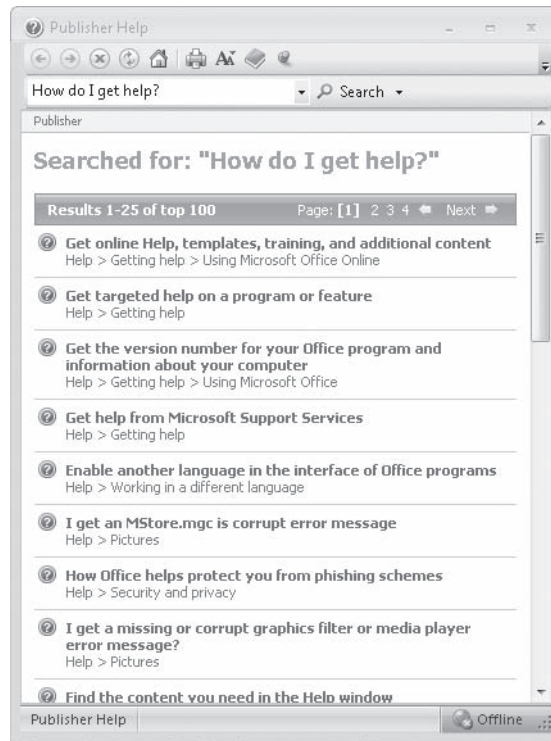 Publisher Help
How do I get help?
Search
Publisher
Searched for: "How do I get help?"
Results 1-25 of top 100 Page: [1] 2 3 4 Next
Get online Help, templates, training, and additional content
Help > Getting help > Using Microsoft Office Online
Get targeted help on a program or feature
Help > Getting help
Get the version number for your Office program and
information about your computer
Help > Getting help > Using Microsoft Office
Get help from Microsoft Support Services
Help > Getting help
Enable another language in the interface of Office programs
Help > Working in a different language
I get an MStore.mgc is corrupt error message
Help > Pictures
How Office helps protect you from phishing schemes
Help > Security and privacy
I get a missing or corrupt graphics filter or media player
error message?
Help > Pictures
Find the content you need in the Help window
Publisher Help
Offline